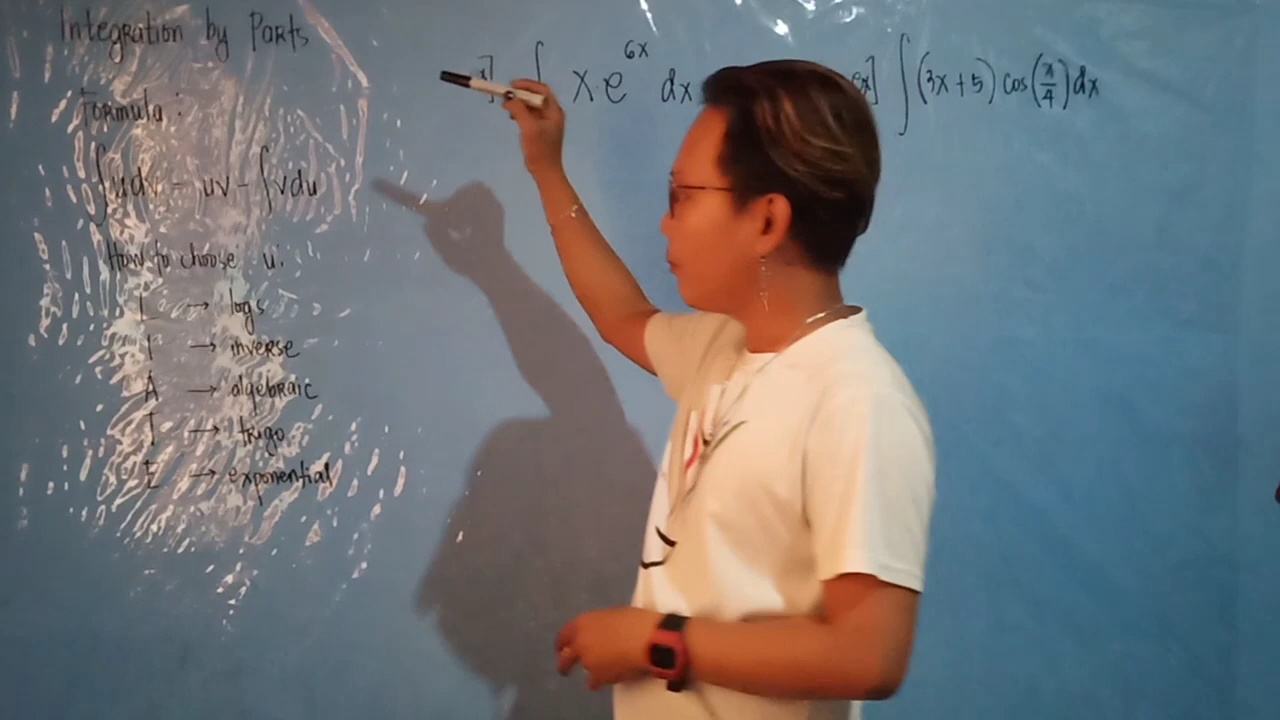 Integration by Parts
Formula:
∫udv = uv - ∫vdu
How to choose u:
L → logs
I → inverse
A → algebraic
T → trigo
E → exponential
x] ∫ x·e^{6x} dx
ex] ∫(3x+5) cos(x/4) dx